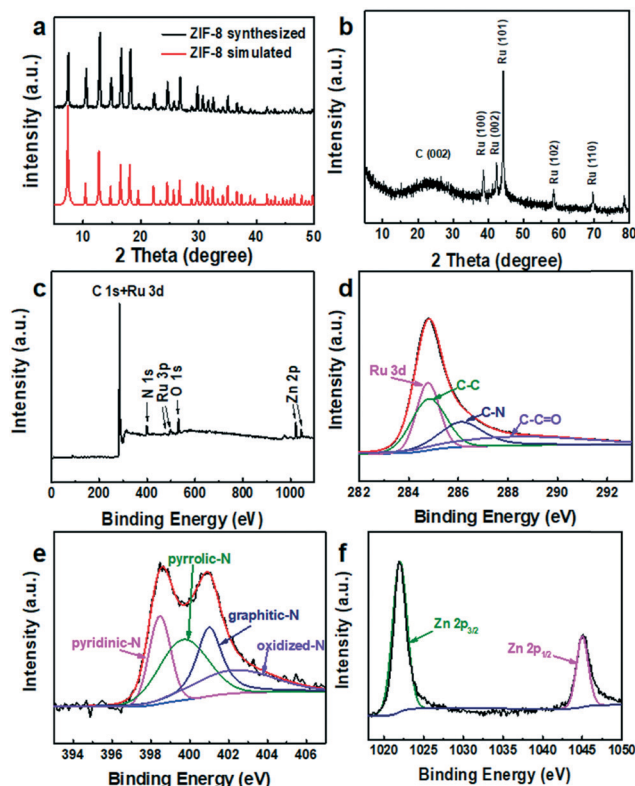 a
ZIF-8 synthesized
ZIF-8 simulated
intensity (a.u.)
10 20 30 40 50
2 Theta (degree)
b
C (002)
Ru (100)
Ru (002)
Ru (101)
Ru (102)
Ru (110)
intensity (a.u.)
10 20 30 40 50 60 70 80
2 Theta (degree)
c
C 1s+Ru 3d
N 1s
Ru 3p
O 1s
Zn 2p
Intensity (a.u.)
0 200 400 600 800 1000
Binding Energy (eV)
d
Ru 3d
C-C
C-N
C-C=O
Intensity (a.u.)
282 284 286 288 290 292
Binding Energy (eV)
e
pyrrolic-N
pyridinic-N
graphitic-N
oxidized-N
Intensity (a.u.)
394 396 398 400 402 404 406
Binding Energy (eV)
f
Zn 2p3/2
Zn 2p1/2
Intensity (a.u.)
1020 1025 1030 1035 1040 1045 1050
Binding Energy (eV)